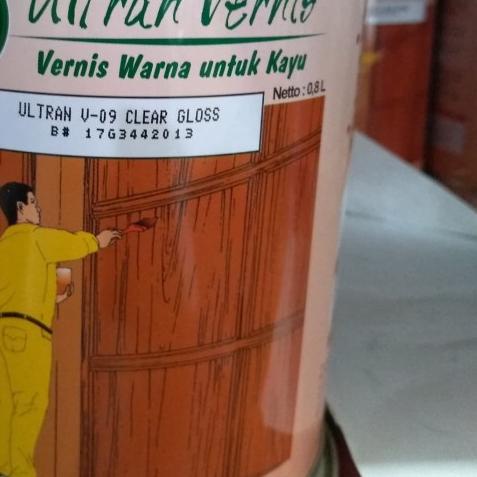 Ultran Vernis
Vernis Warna untuk Kayu
Netto : 0,8 L
ULTRAN V-09 CLEAR GLOSS
B# 17G3442013